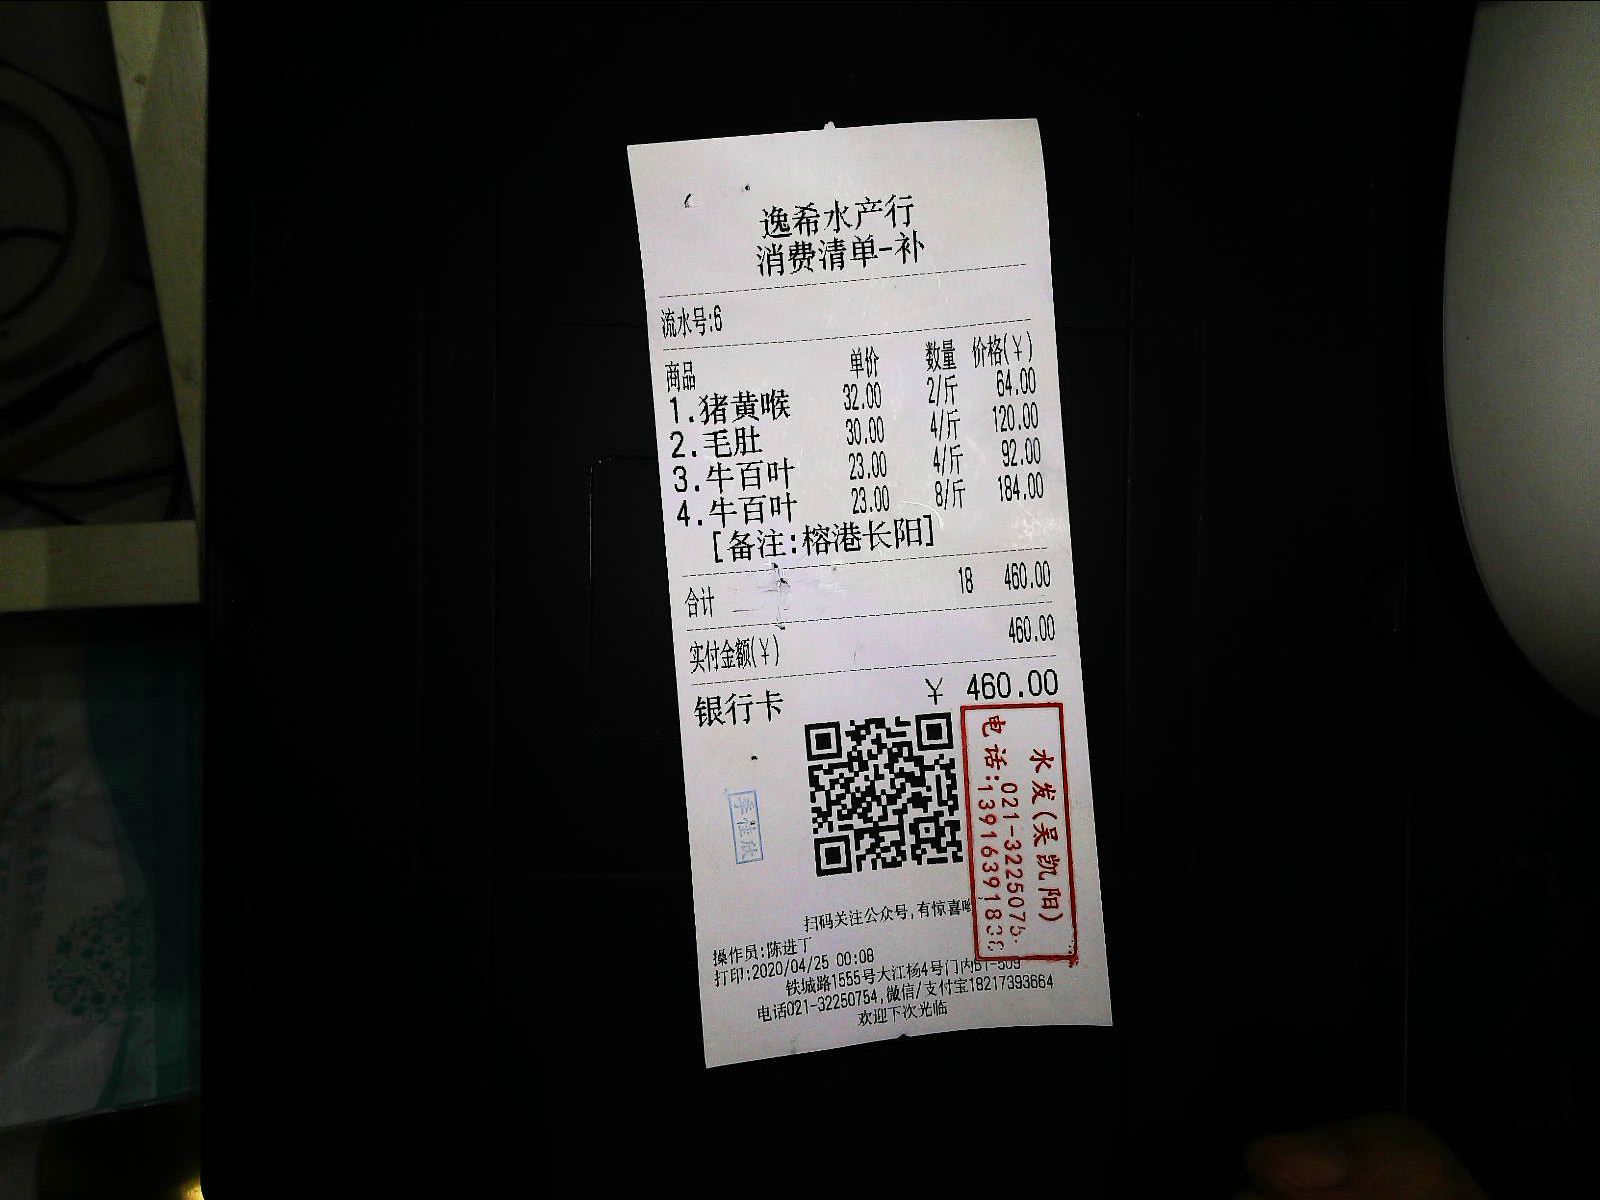 逸希水产行
消费清单-补
流水号:6
商品 单价 数量 价格(¥)
1.猪黄喉 32.00 2/斤 64.00
2.毛肚 30.00 4/斤 120.00
3.牛百叶 23.00 4/斤 92.00
4.牛百叶 23.00 8/斤 184.00
[备注:榕港长阳]
合计 18 460.00
实付金额(¥) 460.00
银行卡 ¥ 460.00
水发(吴凯阳)
021-3225075
电话:139163918
佳欣
扫码关注公众号,有惊喜
操作员:陈进丁
打印:2020/04/25 00:08
铁城路1555号大江杨4号门内B1-509
电话021-32250754,微信/支付宝18217393664
欢迎下次光临